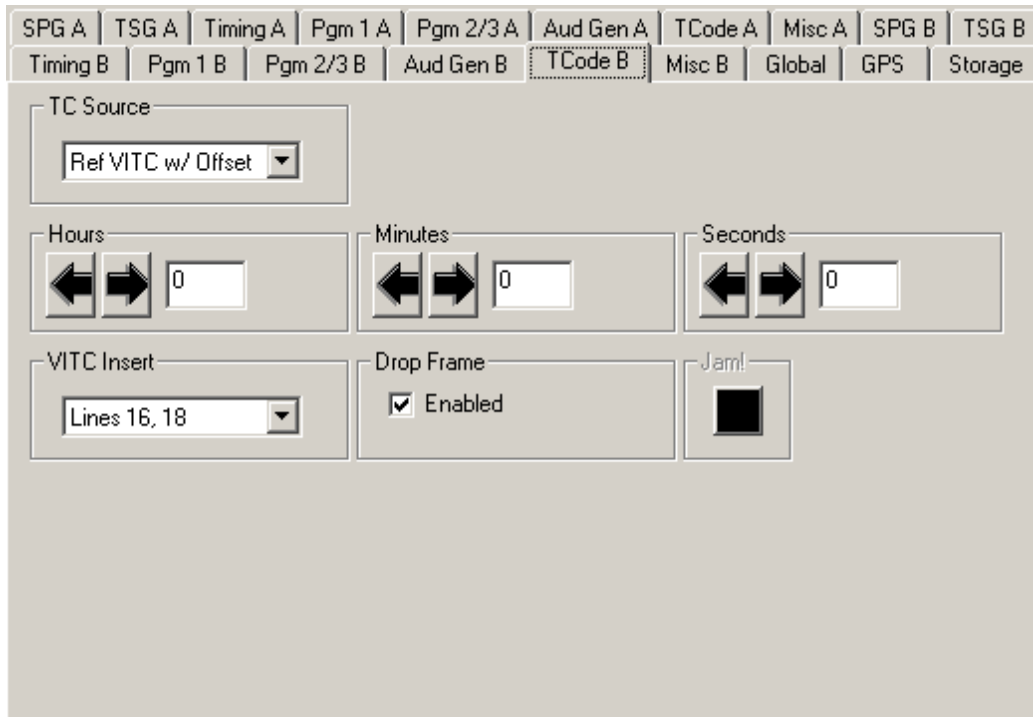 SPG A TSG A Timing A Pgm 1 A Pgm 2/3 A Aud Gen A TCode A Misc A SPG B TSG B
Timing B Pgm 1 B Pgm 2/3 B Aud Gen B TCode B Misc B Global GPS Storage
TC Source
Ref VITC w/ Offset
Hours Minutes Seconds
0 0 0
VITC Insert Drop Frame Jam!
Lines 16, 18 Enabled